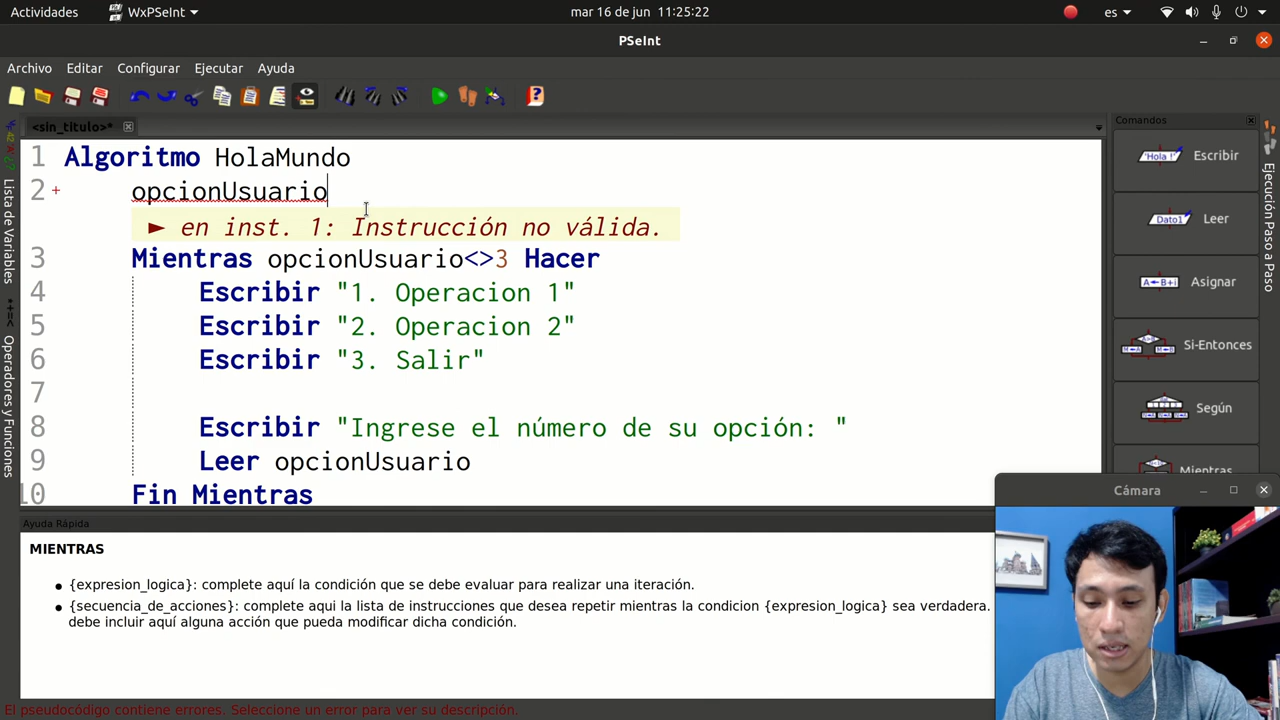 Actividades WxPSeInt mar 16 de jun 11:25:22 es
PSeInt
Archivo Editar Configurar Ejecutar Ayuda
<sin_titulo>*
Comandos
1 Algoritmo HolaMundo
2 + opcionUsuario
► en inst. 1: Instrucción no válida.
3 Mientras opcionUsuario<>3 Hacer
4 Escribir "1. Operacion 1"
5 Escribir "2. Operacion 2"
6 Escribir "3. Salir"
7
8 Escribir "Ingrese el número de su opción: "
9 Leer opcionUsuario
10 Fin Mientras
Lista de Variables
Operadores y Funciones
'Hola !' Escribir
Dato1 Leer
A←B+i Asignar
Si-Entonces
Según
Mientras
Ejecución Paso a Paso
Cámara
Ayuda Rápida
MIENTRAS
• {expresion_logica}: complete aquí la condición que se debe evaluar para realizar una iteración.
• {secuencia_de_acciones}: complete aqui la lista de instrucciones que desea repetir mientras la condicion {expresion_logica} sea verdadera.
debe incluir aquí alguna acción que pueda modificar dicha condición.
El pseudocódigo contiene errores. Seleccione un error para ver su descripción.